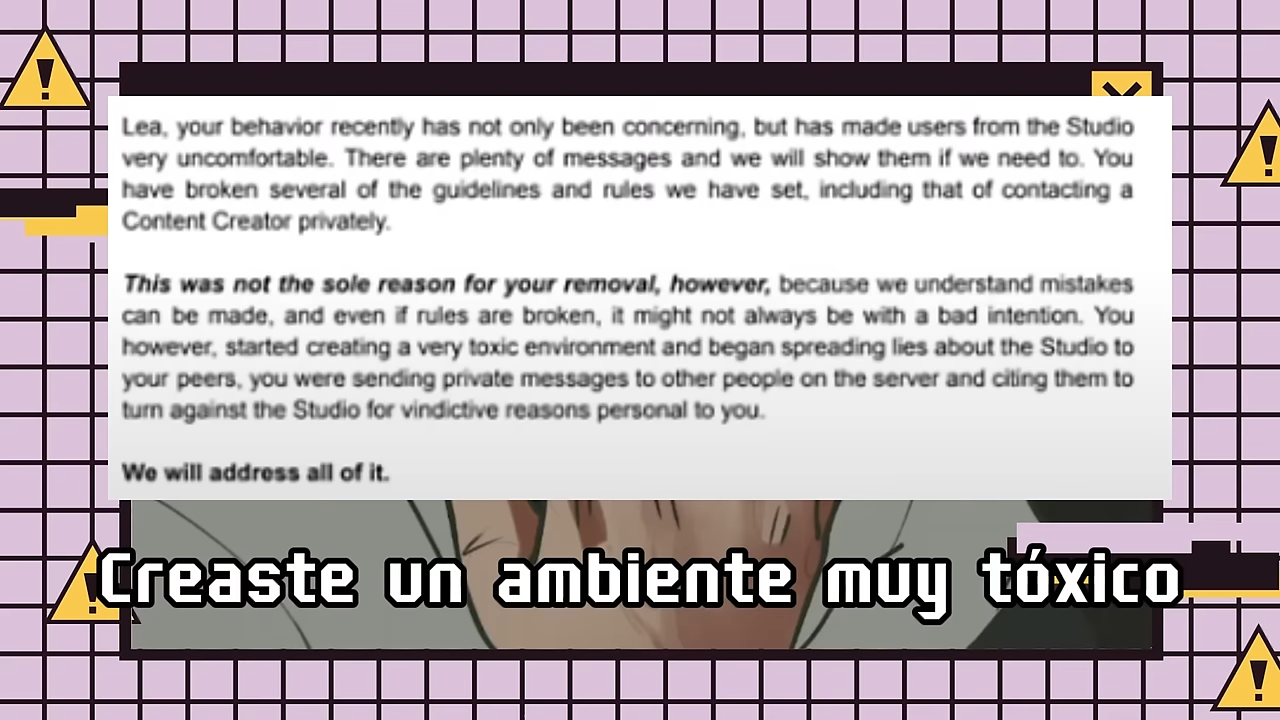 Lea, your behavior recently has not only been concerning, but has made users from the Studio
very uncomfortable. There are plenty of messages and we will show them if we need to. You
have broken several of the guidelines and rules we have set, including that of contacting a
Content Creator privately.
This was not the sole reason for your removal, however, because we understand mistakes
can be made, and even if rules are broken, it might not always be with a bad intention. You
however, started creating a very toxic environment and began spreading lies about the Studio to
your peers, you were sending private messages to other people on the server and citing them to
turn against the Studio for vindictive reasons personal to you.
We will address all of it.
Creaste un ambiente muy tóxico